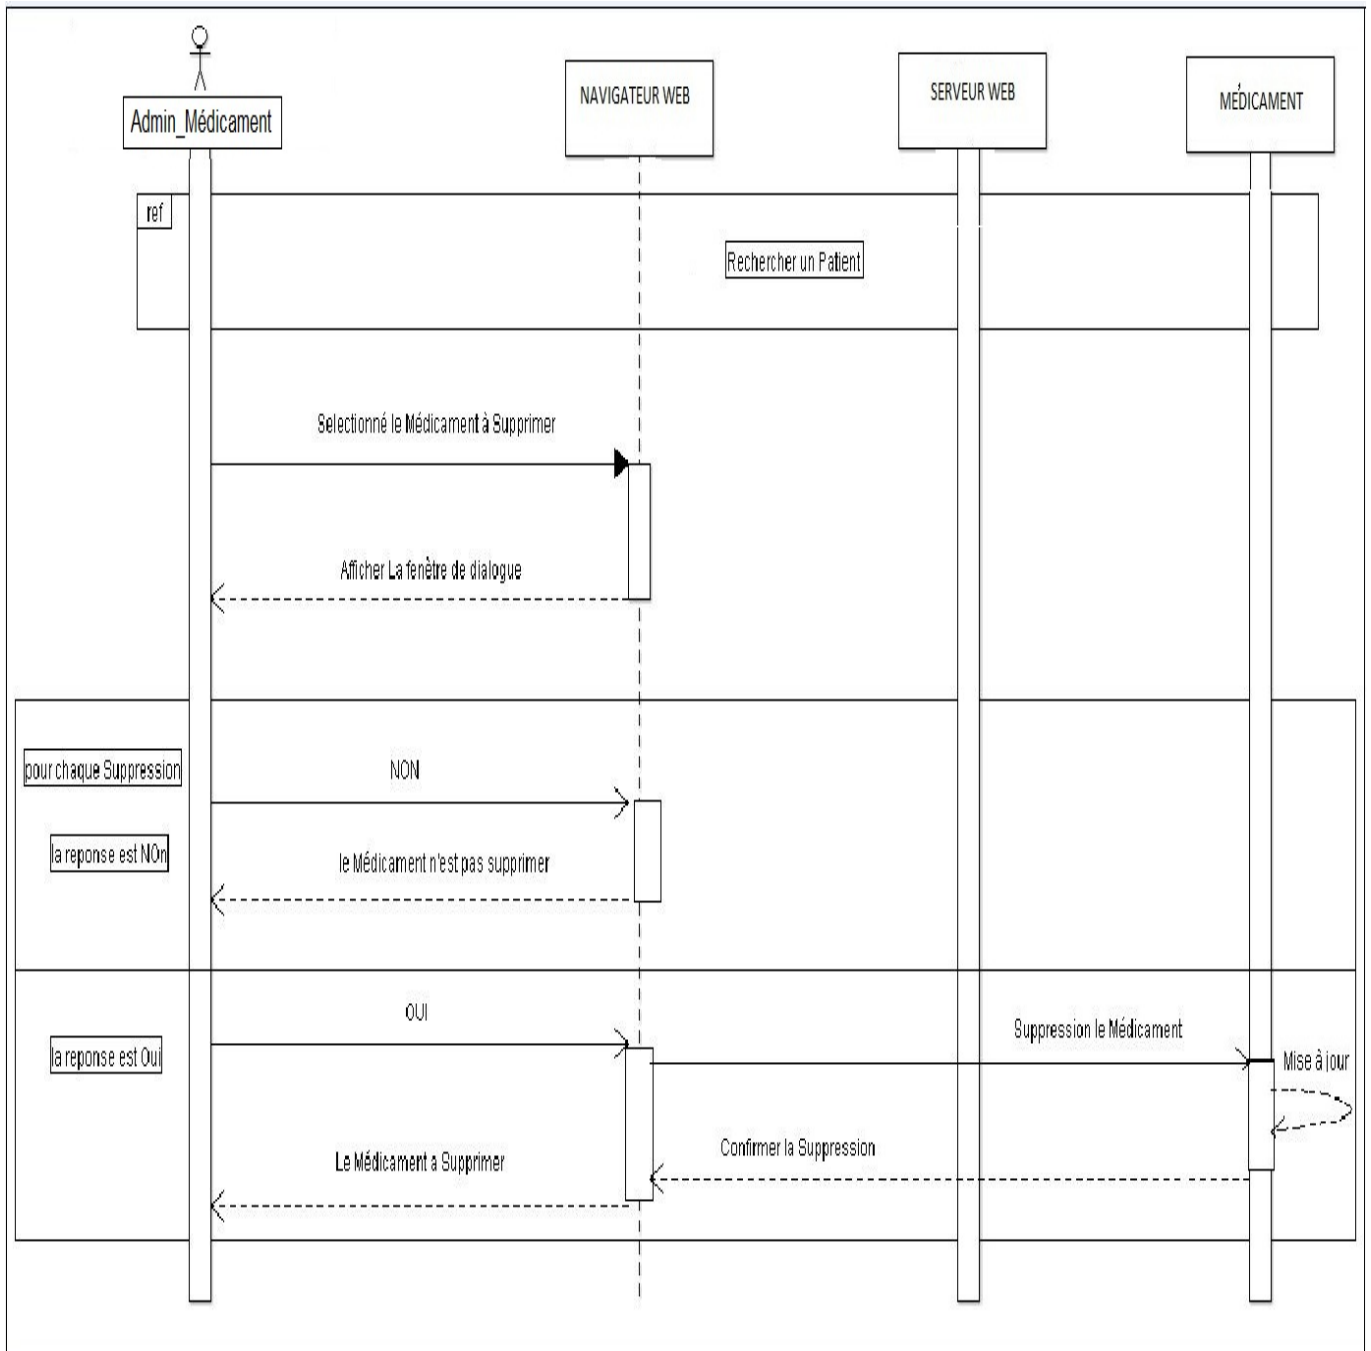 Admin_Médicament
NAVIGATEUR WEB
SERVEUR WEB
MÉDICAMENT
ref
Rechercher un Patient
Selectionné le Médicament à Supprimer
Afficher La fenêtre de dialogue
pour chaque Suppression
NON
la reponse est NOn
le Médicament n'est pas supprimer
OUI
la reponse est Oui
Suppression le Médicament
Mise à jour
Confirmer la Suppression
Le Médicament a Supprimer